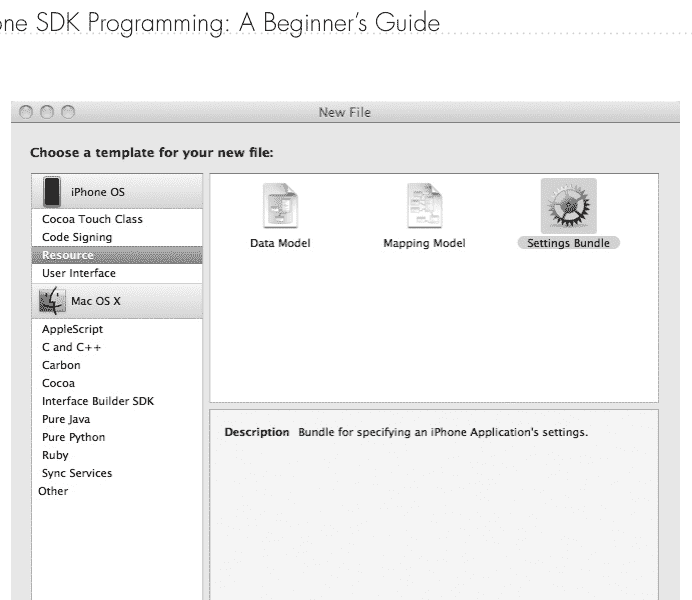 one SDK Programming: A Beginner's Guide
New File
Choose a template for your new file:
iPhone OS
Cocoa Touch Class
Code Signing
Resource
User Interface
Mac OS X
AppleScript
C and C++
Carbon
Cocoa
Interface Builder SDK
Pure Java
Pure Python
Ruby
Sync Services
Other
Data Model
Mapping Model
Settings Bundle
Description Bundle for specifying an iPhone Application's settings.